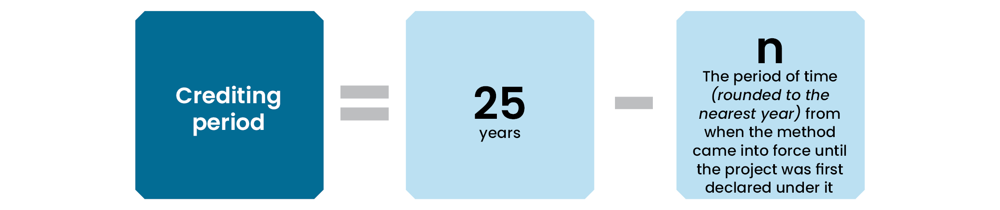 Crediting
period
=
25
years
-
n
The period of time
(rounded to the
nearest year) from
when the method
came into force until
the project was first
declared under it